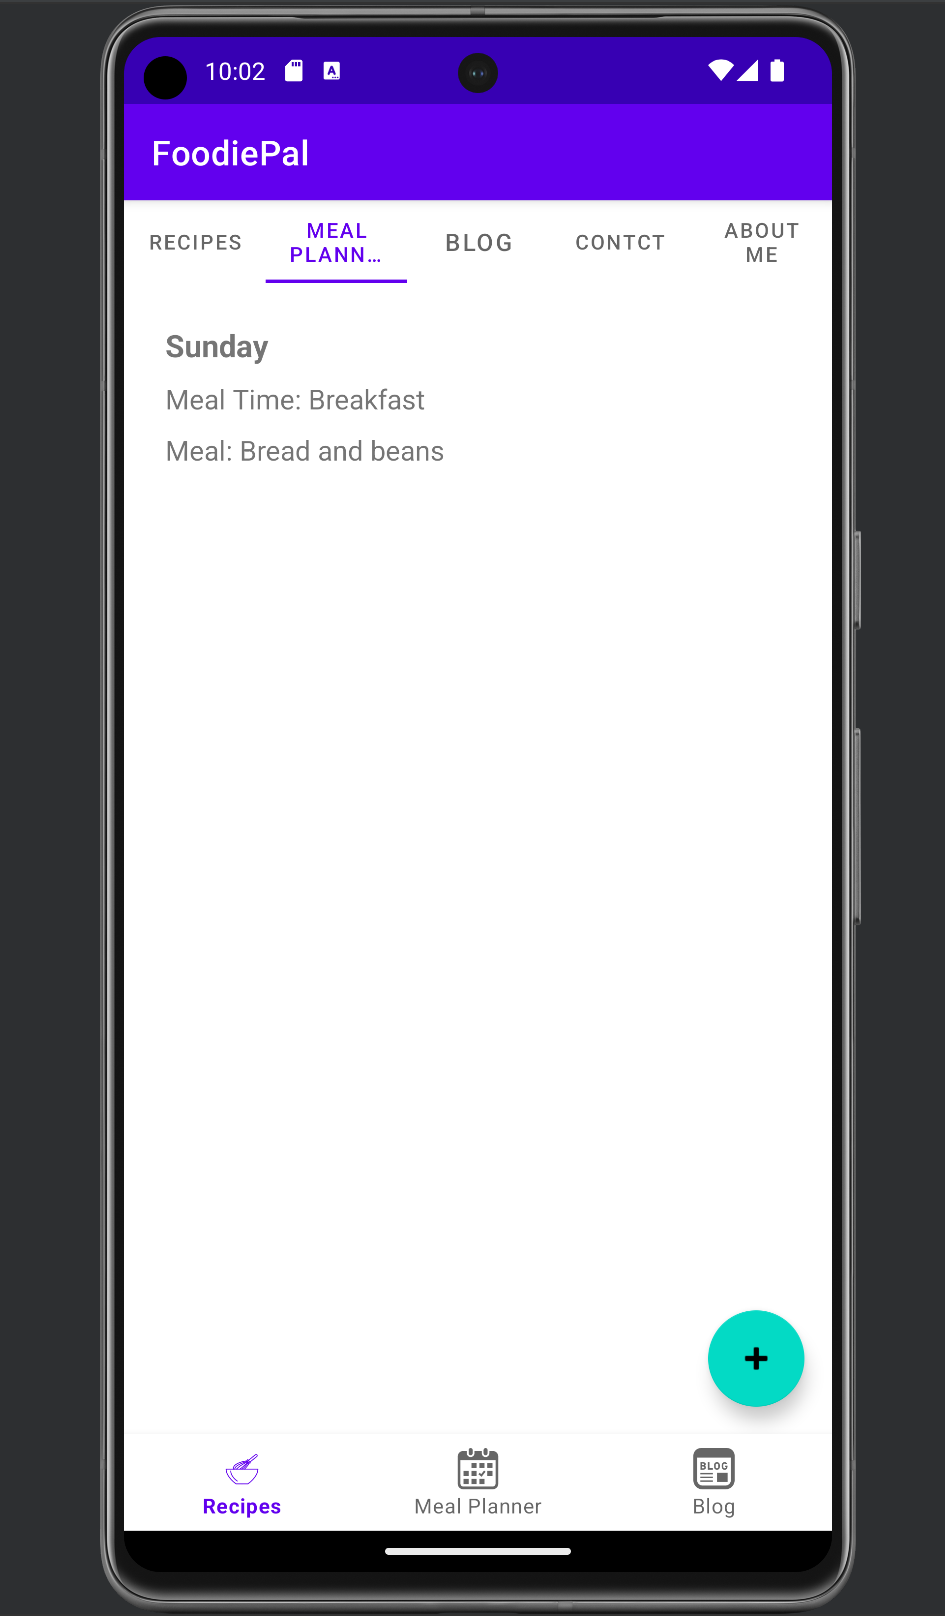 10:02
FoodiePal
RECIPES
MEAL
PLANN...
BLOG
CONTCT
ABOUT
ME
Sunday
Meal Time: Breakfast
Meal: Bread and beans
+
BLOG
Recipes
Meal Planner
Blog